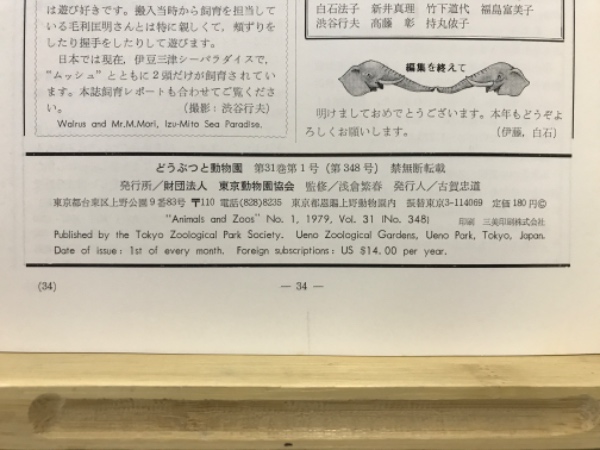 は遊び好きです。搬入当時から飼育を担当して
いる毛利匡明さんとは特に親しくて，頰ずりを
したり握手をしたりして遊びます。
日本では現在，伊豆三津シーパラダイスで，
“ムッシュ”とともに2頭だけが飼育されてい
ます。本誌飼育レポートも合わせてご覧くださ
い。 （撮影：渋谷行夫）
Walrus and Mr.M.Mori, Izu-Mito Sea Paradise.
白石法子 新井真理 竹下道代 福島富美子
渋谷行夫 高藤 彰 持丸依子
編集を終えて
明けましておめでとうございます。本年もどうぞよ
ろしくお願いします。 （伊藤，白石）
どうぶつと動物園 第31巻第1号（第348号） 禁無断転載
発行所／財団法人 東京動物園協会 監修／浅倉繁春 発行人／古賀忠道
東京都台東区上野公園9番83号 〒110 電話(828)8235 東京都恩賜上野動物園内 振替東京3-114069 定価180円©
"Animals and Zoos" No. 1, 1979, Vol. 31 (No. 348) 印刷 三美印刷株式会社
Published by the Tokyo Zoological Park Society. Ueno Zoological Gardens, Ueno Park, Tokyo, Japan.
Date of issue: 1st of every month. Foreign subscriptions: US $14.00 per year.
(34) — 34 —